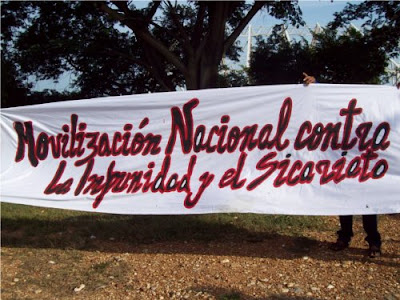 Movilización Nacional contra
La Impunidad y el Sicariato